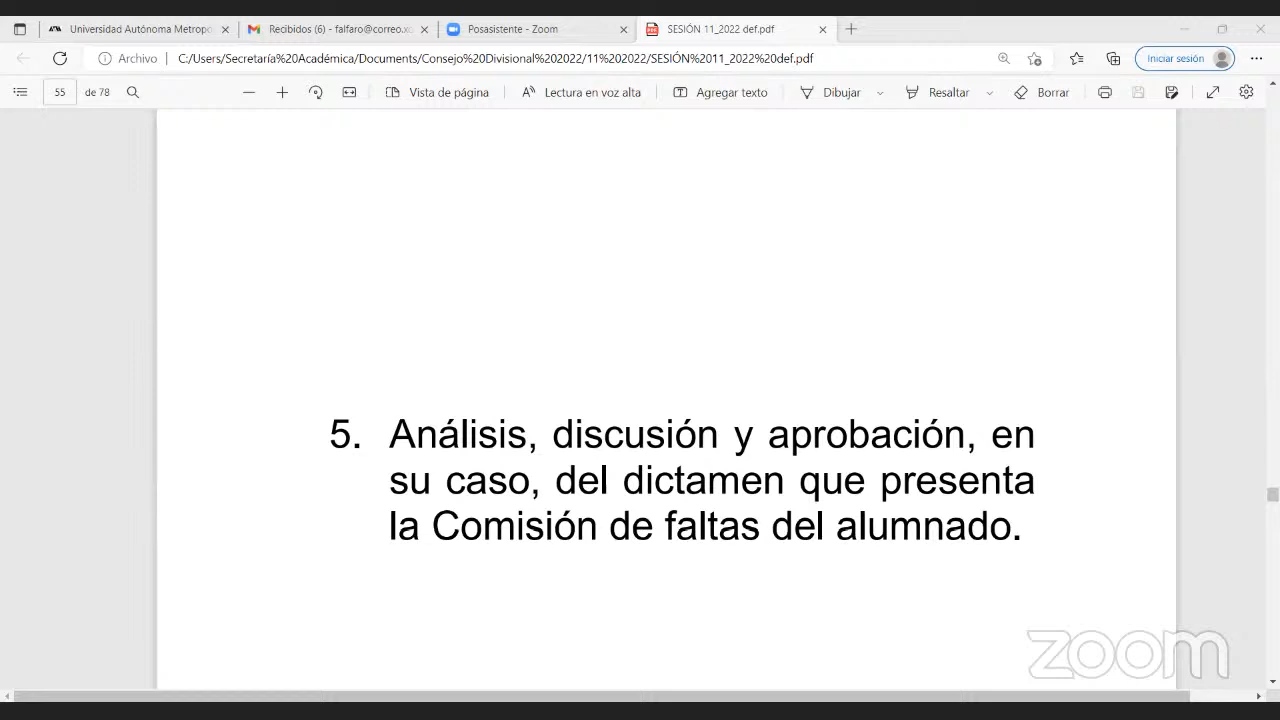 Universidad Autónoma Metropo
Recibidos (6) - falfaro@correo.xo
Posasistente - Zoom
SESIÓN 11_2022 def.pdf
Archivo
C:/Users/Secretaría%20Académica/Documents/Consejo%20Divisional%202022/11%202022/SESIÓN%2011_2022%20def.pdf
Iniciar sesión
55 de 78
Vista de página
Lectura en voz alta
Agregar texto
Dibujar
Resaltar
Borrar
5. Análisis, discusión y aprobación, en
su caso, del dictamen que presenta
la Comisión de faltas del alumnado.
zoom